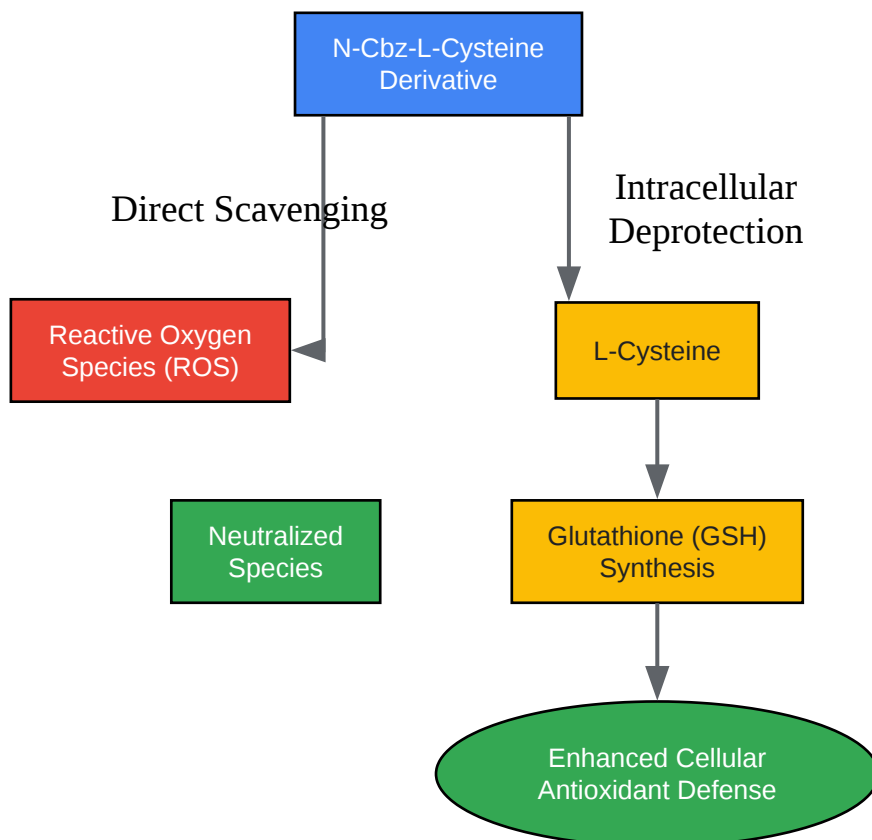 N-Cbz-L-Cysteine
Derivative
Direct Scavenging
Intracellular
Deprotection
Reactive Oxygen
Species (ROS)
L-Cysteine
Neutralized
Species
Glutathione (GSH)
Synthesis
Enhanced Cellular
Antioxidant Defense